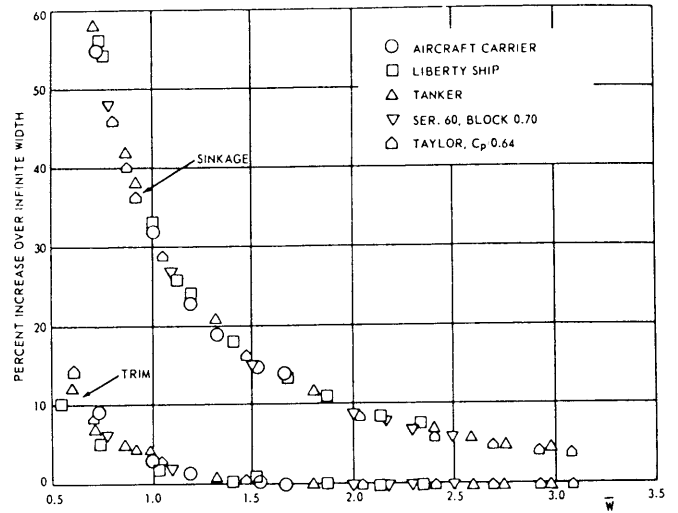 PERCENT INCREASE OVER INFINITE WIDTH
60
50
40
30
20
10
0
AIRCRAFT CARRIER
LIBERTY SHIP
TANKER
SER. 60, BLOCK 0.70
TAYLOR, Cp 0.64
SINKAGE
TRIM
0.5 1.0 1.5 2.0 2.5 3.0 3.5
W̅